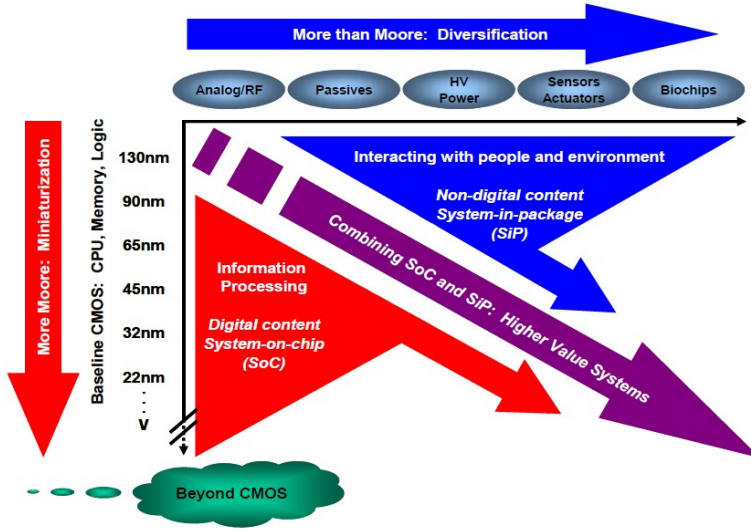 More than Moore: Diversification
Analog/RF
Passives
HV
Power
Sensors
Actuators
Biochips
More Moore: Miniaturization
Baseline CMOS: CPU, Memory, Logic
130nm
90nm
65nm
45nm
32nm
22nm
V
Interacting with people and environment
Non-digital content
System-in-package
(SiP)
Combining SoC and SiP: Higher Value Systems
Information
Processing
Digital content
System-on-chip
(SoC)
Beyond CMOS